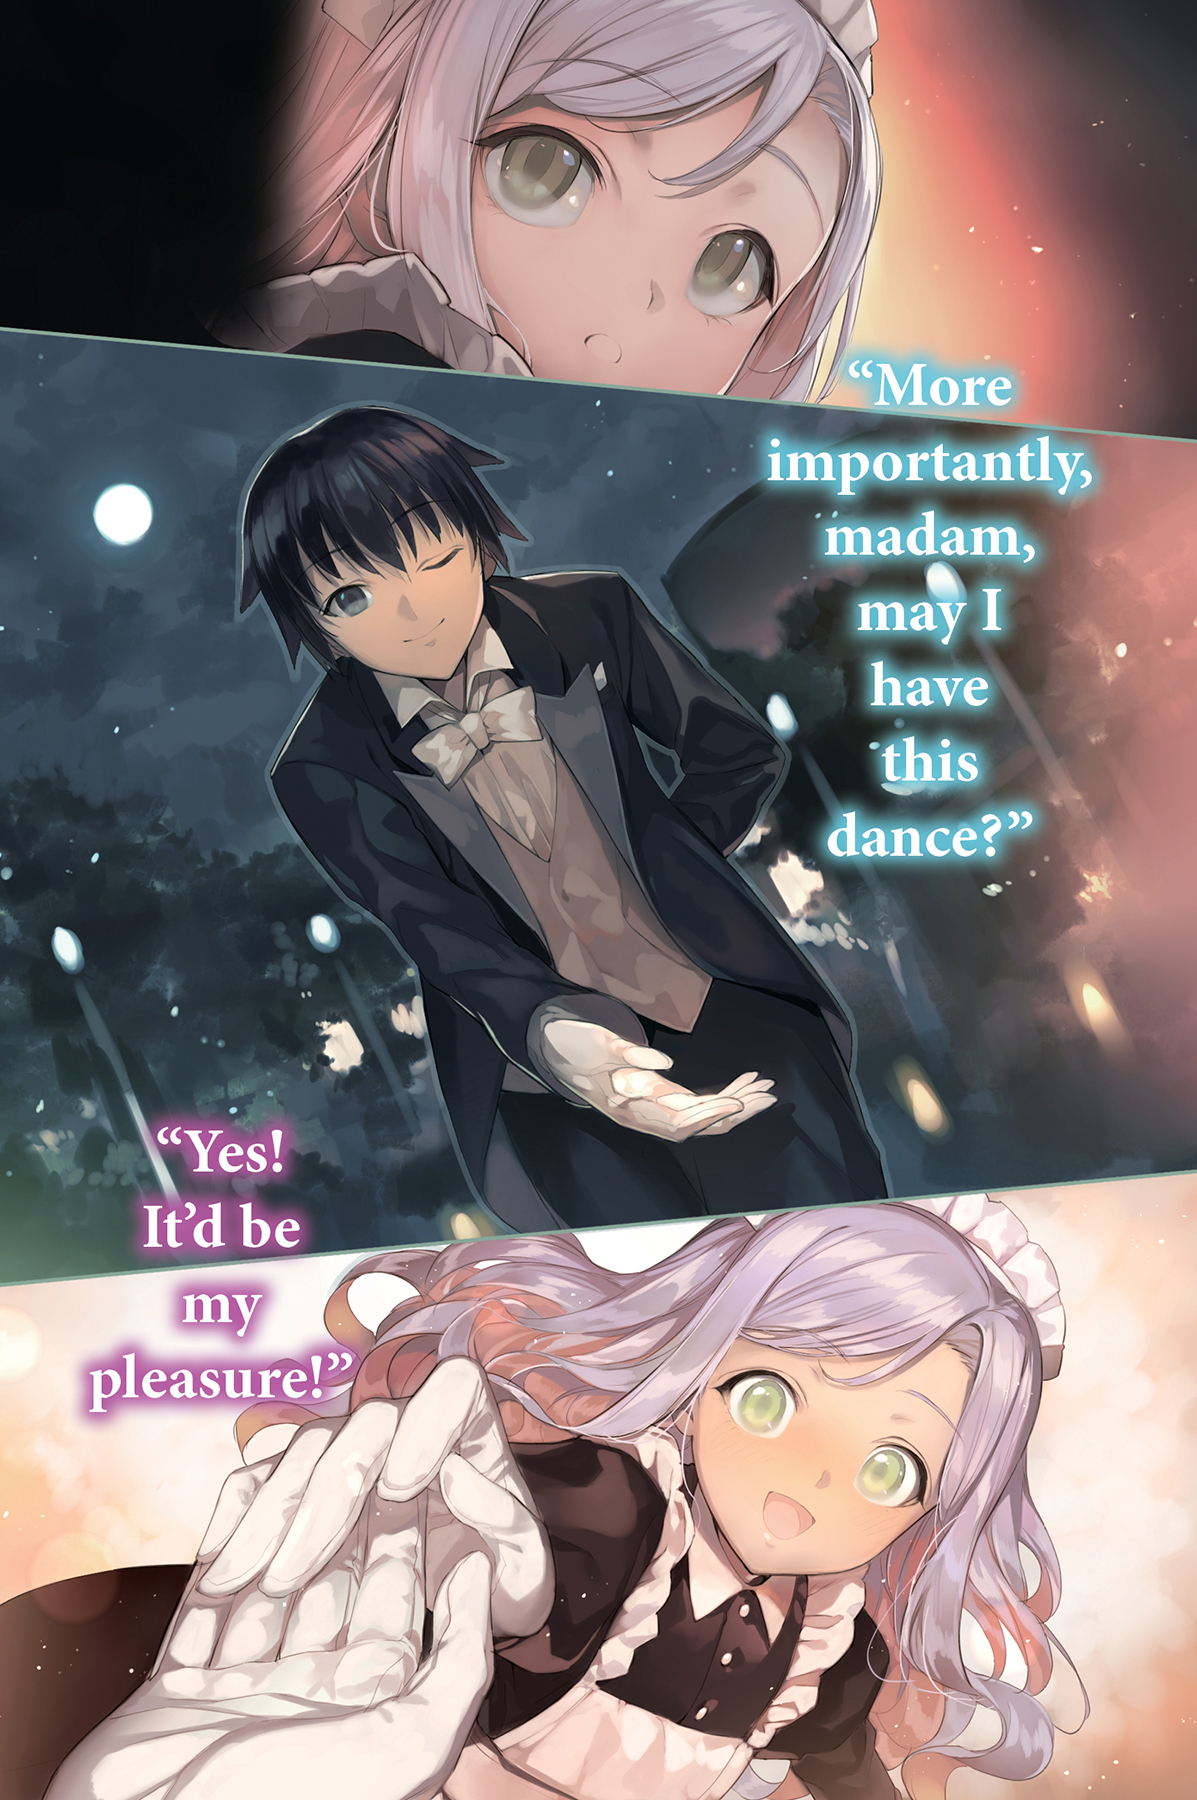 “More
importantly,
madam,
may I
have
this
dance?”
“Yes!
It’d be
my
pleasure!”